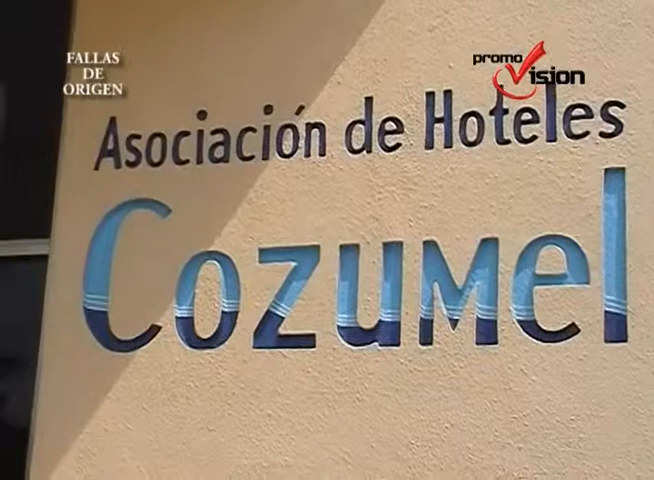 FALLAS
DE
ORIGEN
promo
Vision
Asociación de Hoteles
Cozumel